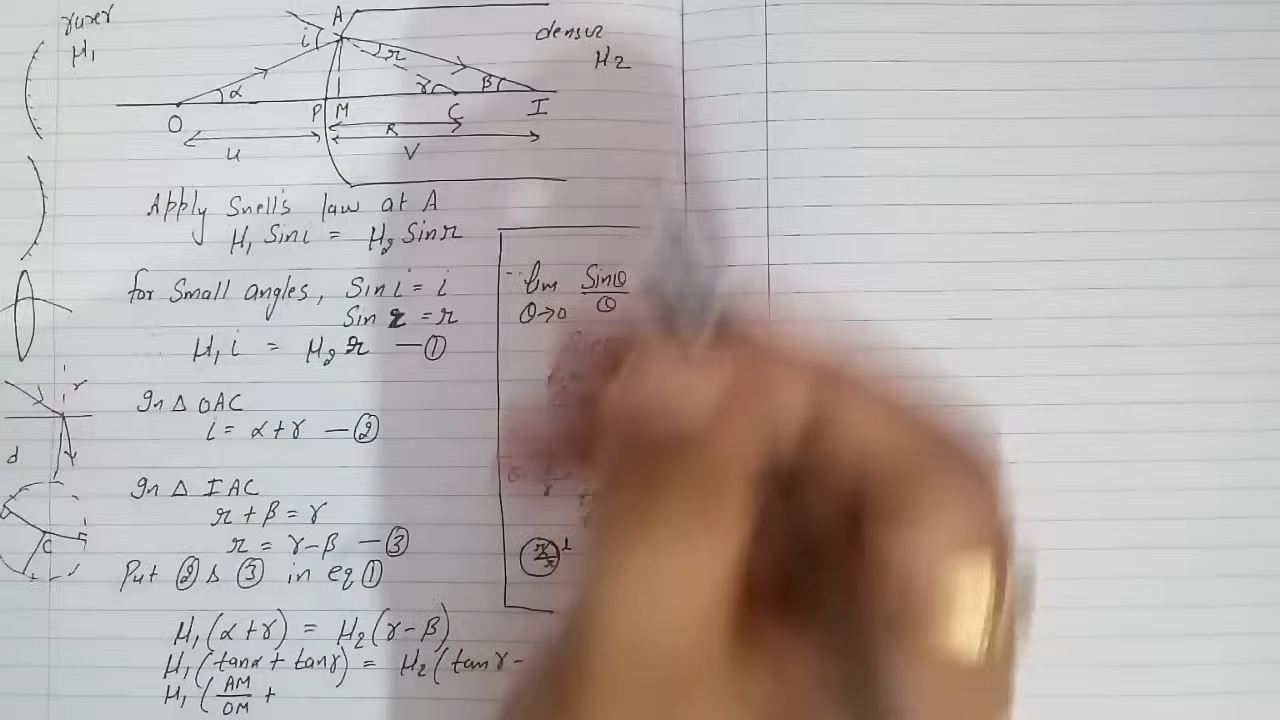 rarer
μ₁
denser
μ₂
A
i
r
α
γ
β
O
P M
C
I
R
u
V
Apply Snell's law at A
μ₁ Sini = μ₂ Sinr
for Small angles, Sin i = i
Sin r = r
μ₁ i = μ₂ r — ①
In Δ OAC
i = α + γ — ②
In Δ IAC
r + β = γ
r = γ – β — ③
Put ② & ③ in eq ①
μ₁ (α + γ) = μ₂ (γ – β)
μ₁ (tanα + tanγ) = μ₂ (tanγ –
μ₁ ( AM/OM +
lim Sinθ/θ
θ→0
r
d
C